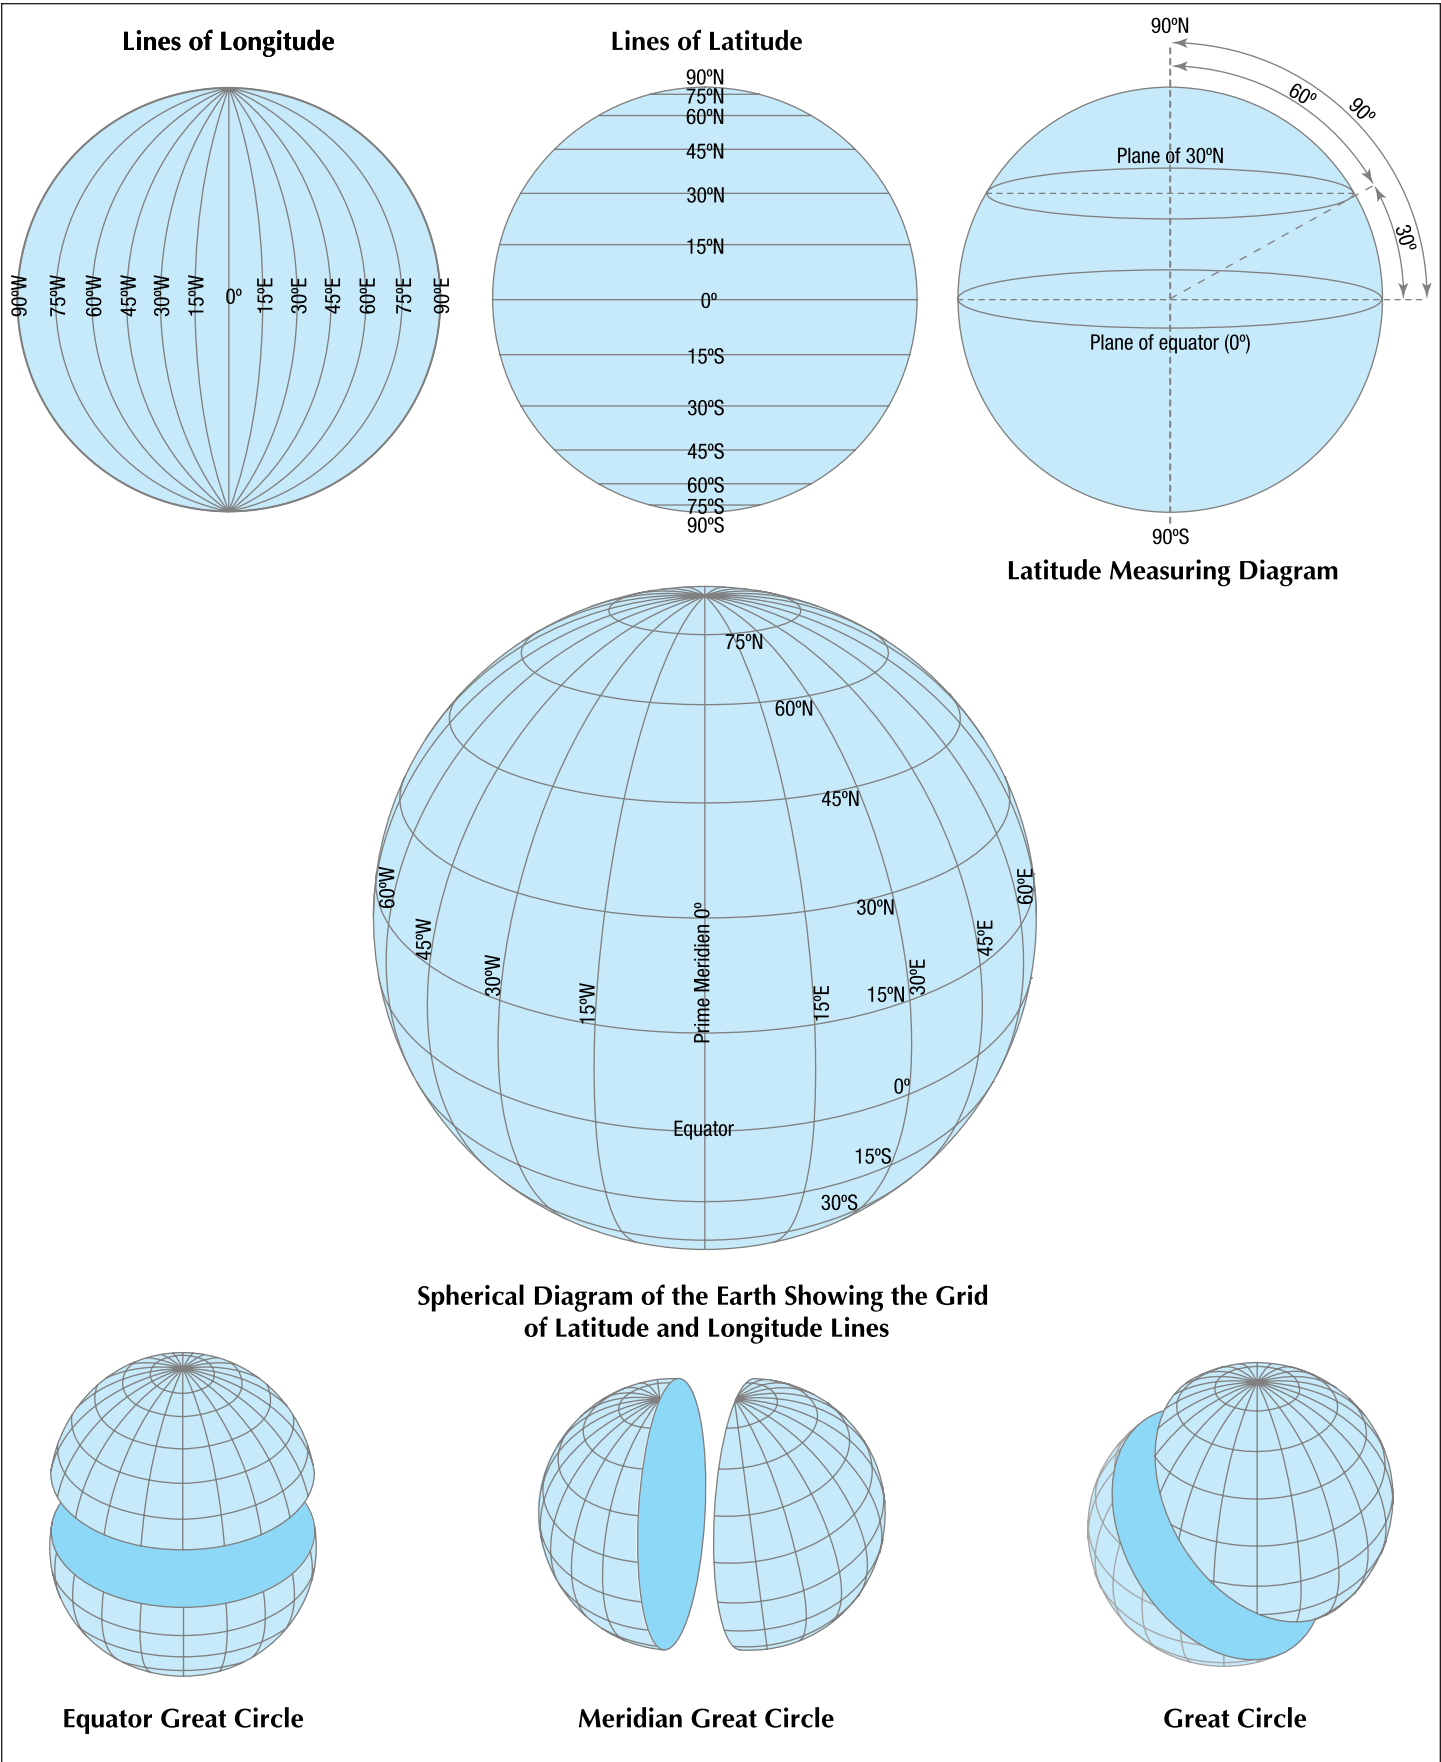 Lines of Longitude
90ºW
75ºW
60ºW
45ºW
30ºW
15ºW
0º
15ºE
30ºE
45ºE
60ºE
75ºE
90ºE
Lines of Latitude
90ºN
75ºN
60ºN
45ºN
30ºN
15ºN
0º
15ºS
30ºS
45ºS
60ºS
75ºS
90ºS
90ºN
60º
90º
Plane of 30ºN
30º
Plane of equator (0º)
90ºS
Latitude Measuring Diagram
75ºN
60ºN
45ºN
30ºN
15ºN
0º
15ºS
30ºS
60ºW
45ºW
30ºW
15ºW
Prime Meridien 0º
15ºE
30ºE
45ºE
60ºE
Equator
Spherical Diagram of the Earth Showing the Grid
of Latitude and Longitude Lines
Equator Great Circle
Meridian Great Circle
Great Circle